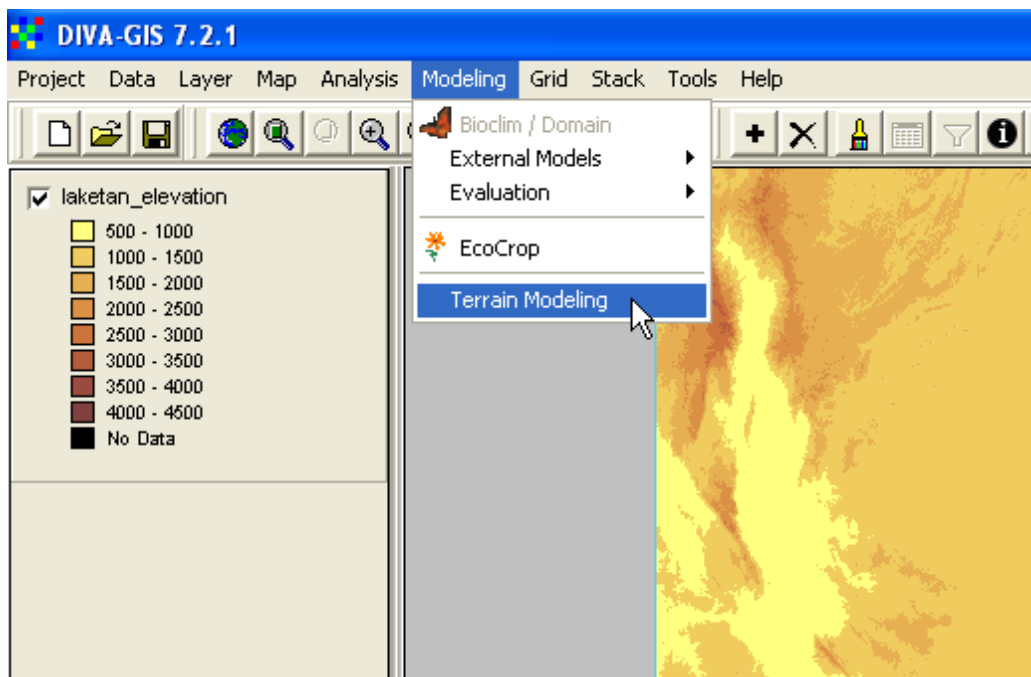 DIVA-GIS 7.2.1
Project Data Layer Map Analysis Modeling Grid Stack Tools Help
Bioclim / Domain
External Models
Evaluation
EcoCrop
Terrain Modeling
laketan_elevation
500 - 1000
1000 - 1500
1500 - 2000
2000 - 2500
2500 - 3000
3000 - 3500
3500 - 4000
4000 - 4500
No Data